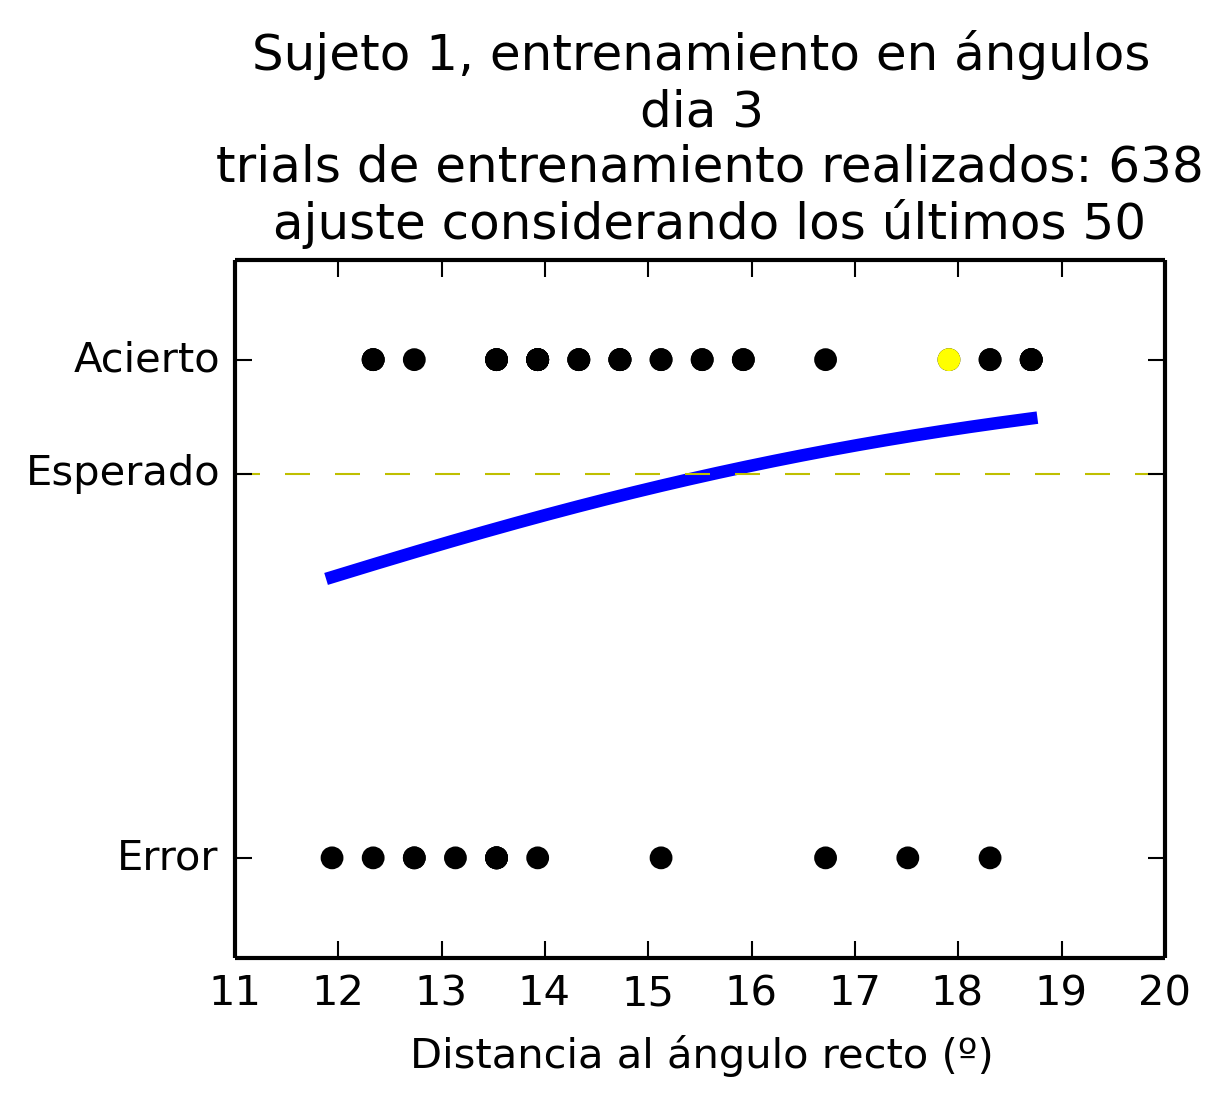 Sujeto 1, entrenamiento en ángulos
dia 3
trials de entrenamiento realizados: 638
ajuste considerando los últimos 50
Acierto
Esperado
Error
11 12 13 14 15 16 17 18 19 20
Distancia al ángulo recto (º)